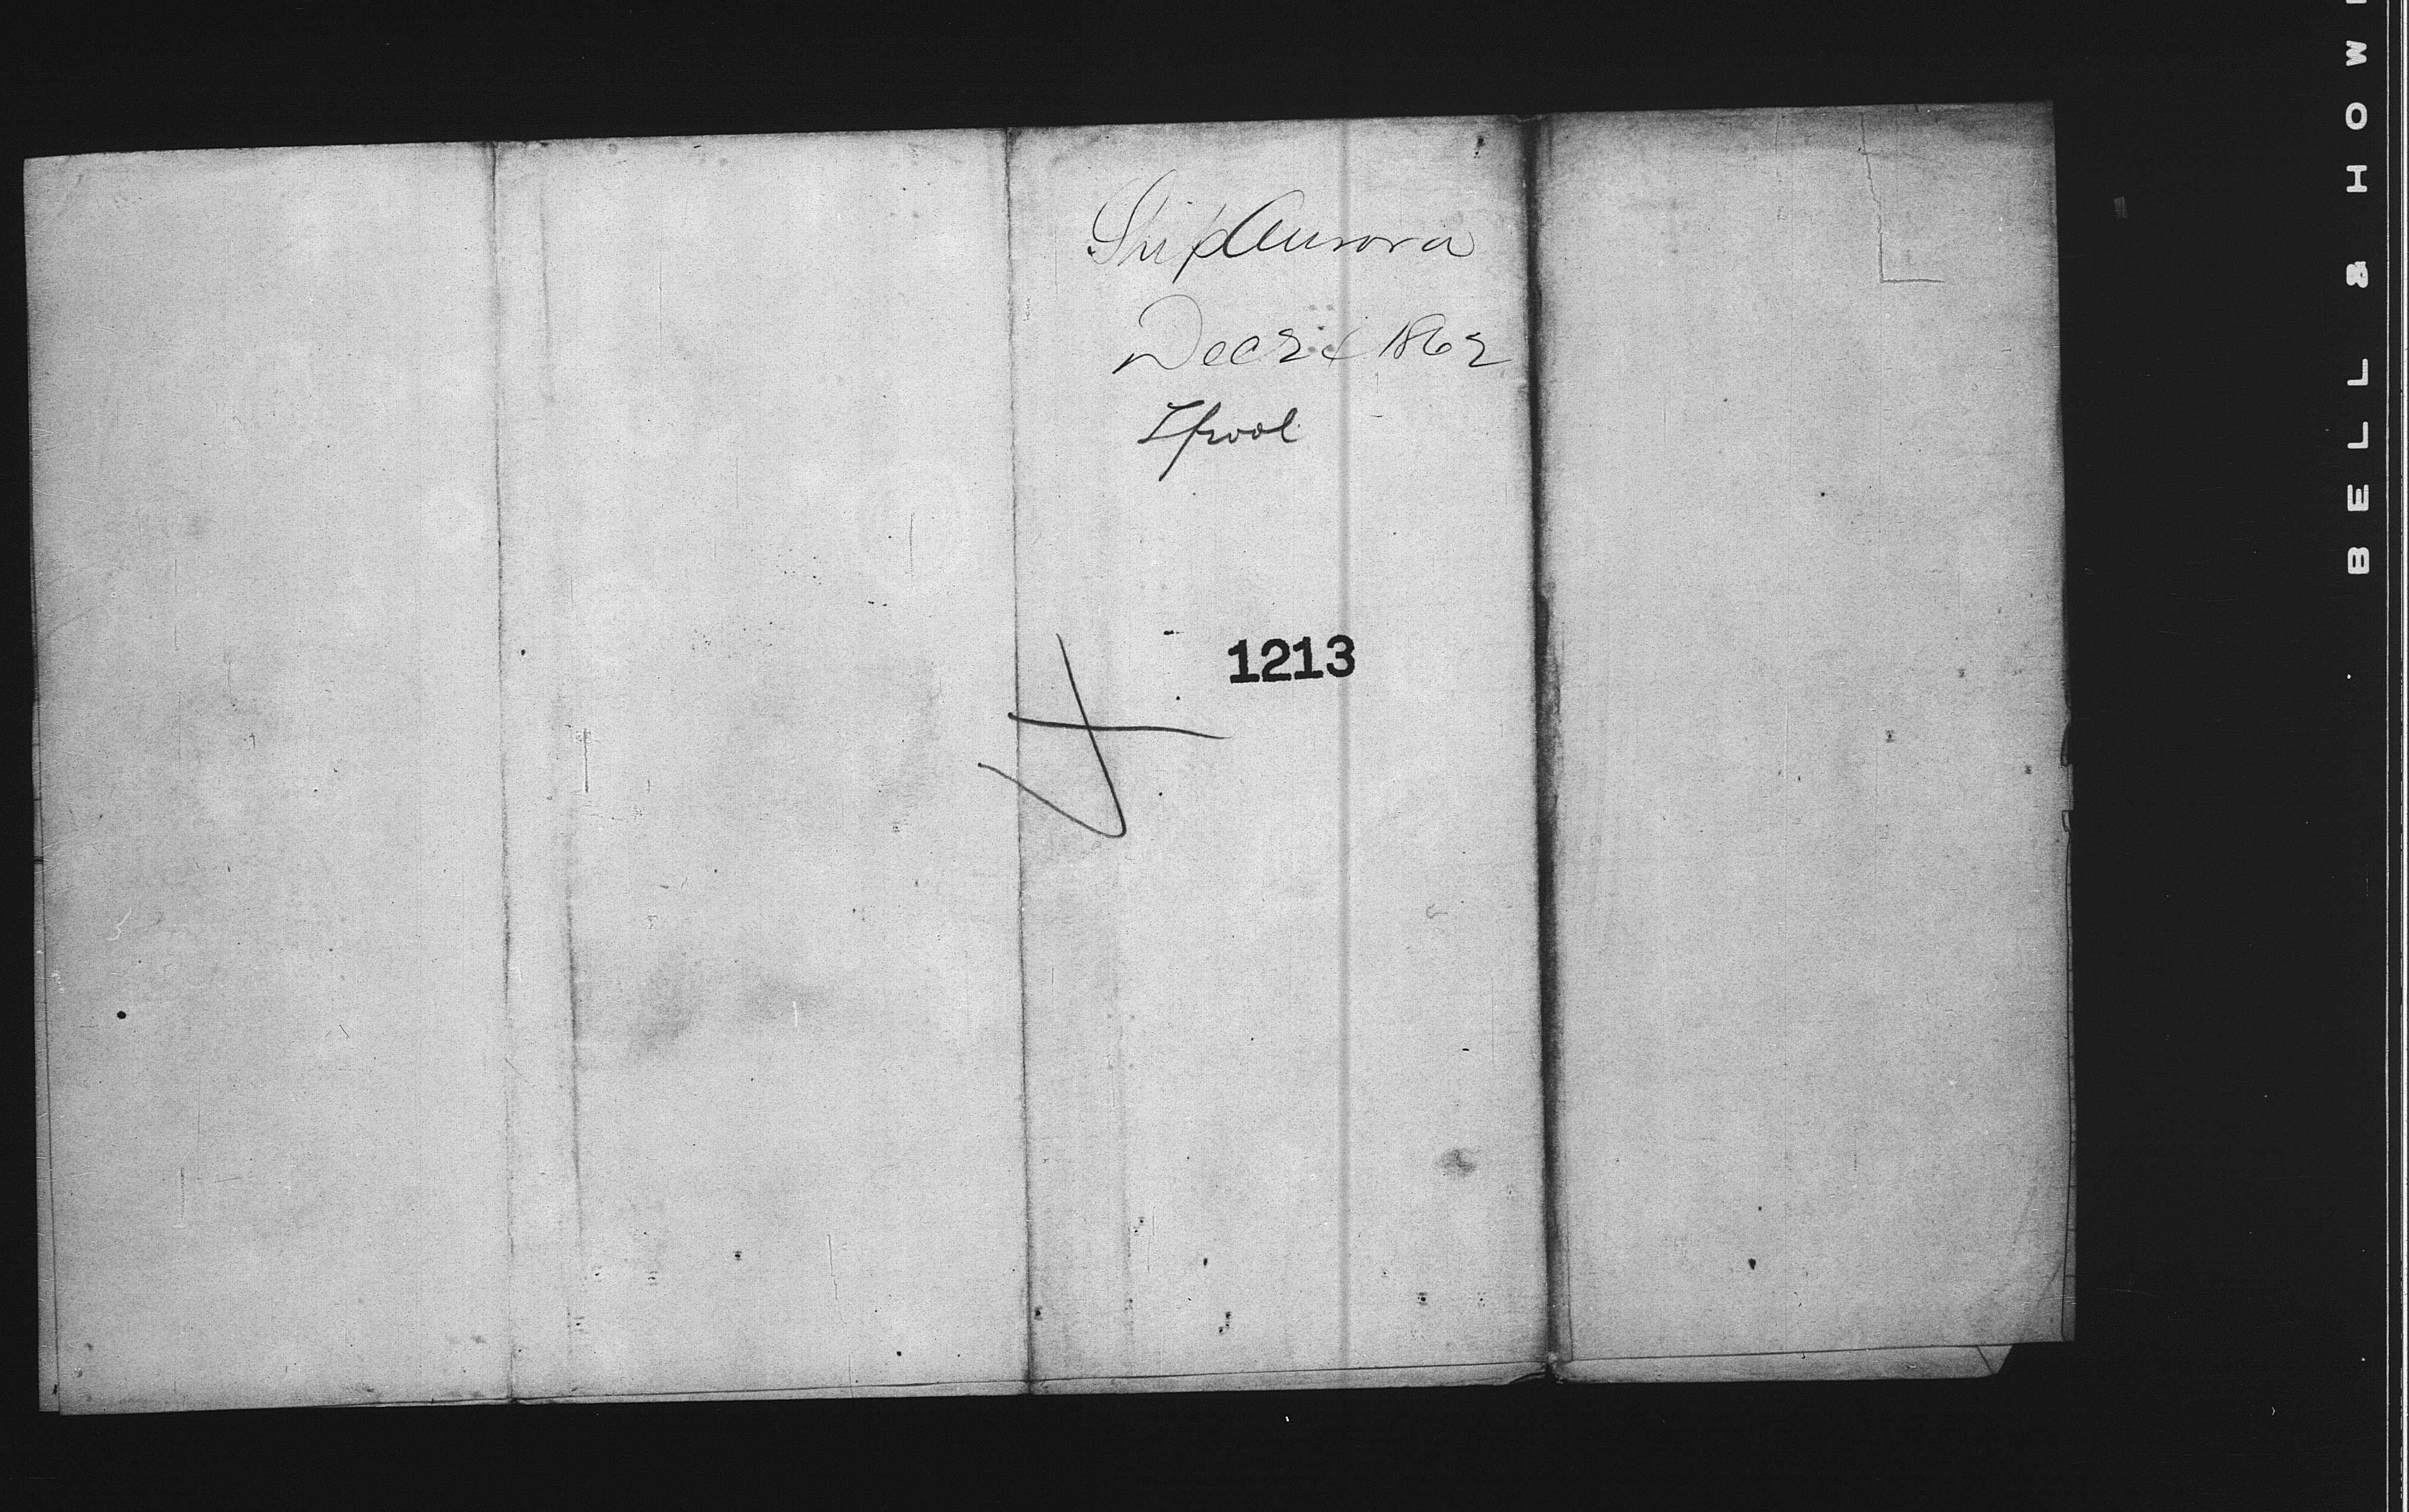 Ship Aurora
Dec 24 1862
Lpool
1213
BELL & HOW